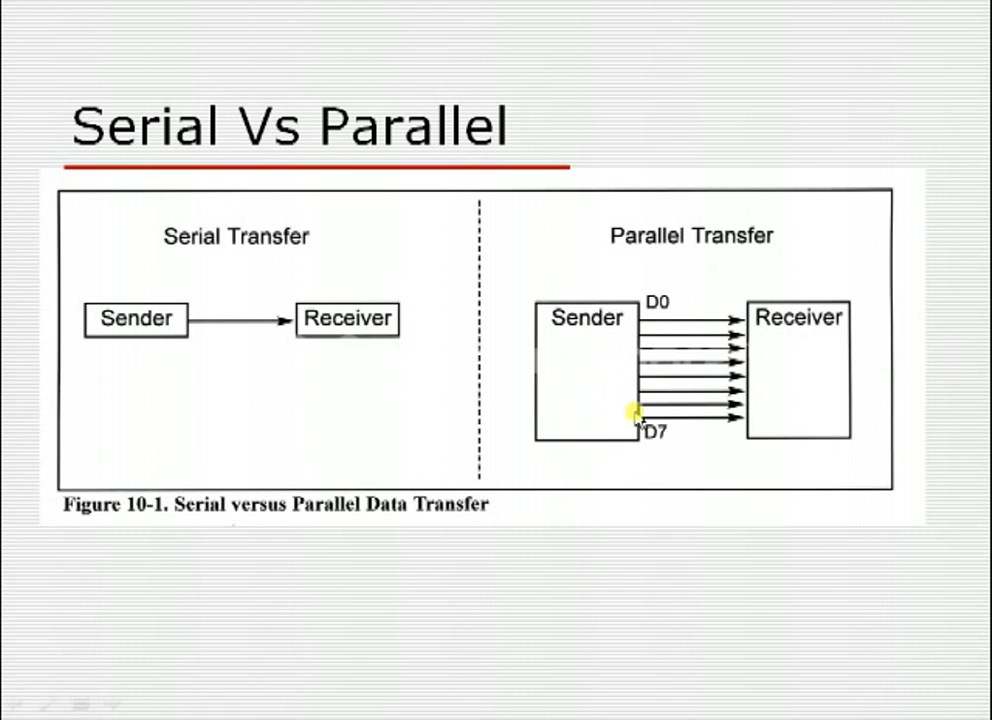 Serial Vs Parallel
Serial Transfer
Sender
Receiver
Parallel Transfer
D0
Sender
Receiver
D7
Figure 10-1. Serial versus Parallel Data Transfer